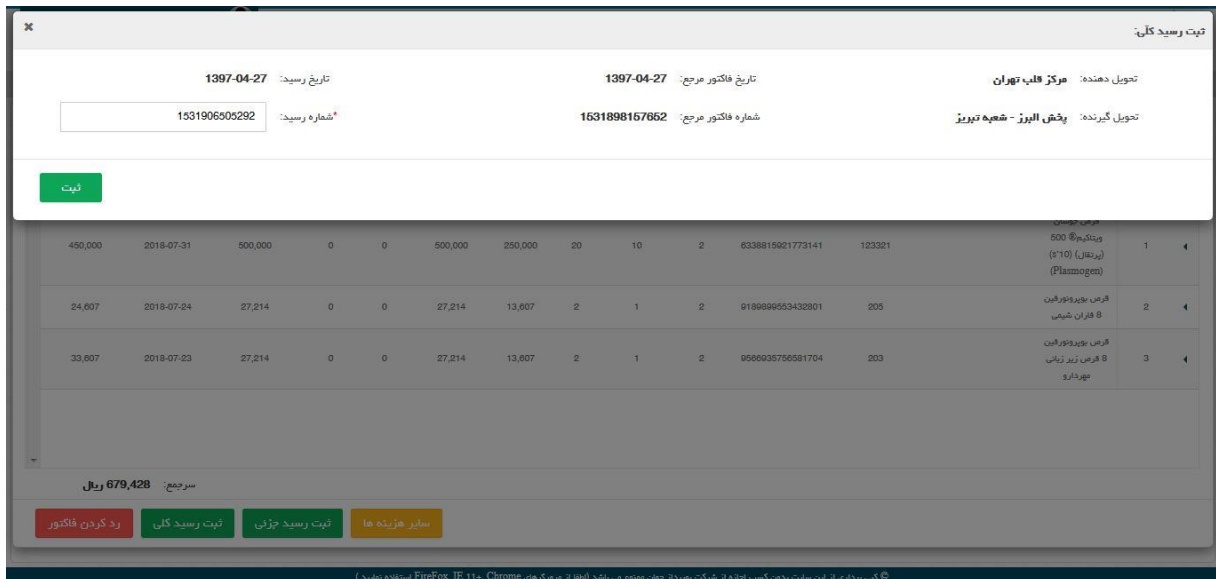 ثبت رسید کلّی:
×
تحویل دهنده: مرکز قلب تهران
تاریخ فاکتور مرجع: 1397-04-27
تاریخ رسید: 1397-04-27
تحویل گیرنده: پخش البرز - شعبه تبریز
شماره فاکتور مرجع: 1531898157652
*شماره رسید: 1531906505292
ثبت
ویتاکیم® 500
(پرتقال) (10's)
(Plasmogen)
1 123321 6338815921773141 2 10 20 250,000 500,000 0 0 500,000 2018-07-31 450,000
قرص بوپرونورفین
8 فاران شیمی
2 205 9189899553432801 2 1 2 13,607 27,214 0 0 27,214 2018-07-24 24,607
قرص بوپرونورفین
8 قرص زیر زبانی
مهردارو
3 203 9566935756581704 2 1 2 13,607 27,214 0 0 27,214 2018-07-23 33,607
سرجمع: 679,428 ریال
سایر هزینه ها
ثبت رسید جزئی
ثبت رسید کلی
رد کردن فاکتور